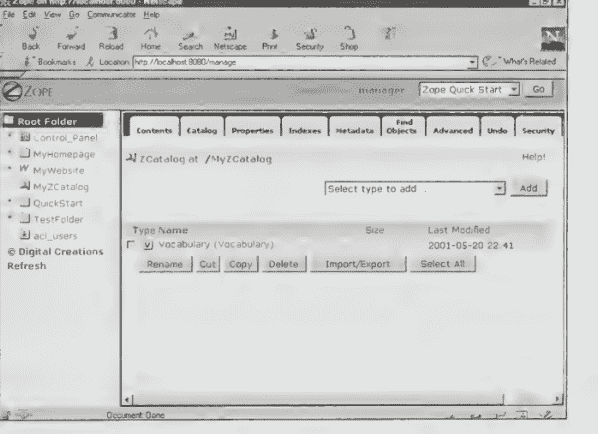 Zope on http://localhost:8080 - Netscape
File Edit View Go Communicator Help
Back Forward Reload Home Search Netscape Print Security Shop
Bookmarks Location http://localhost:8080/manage What's Related
ZOPE manager Zope Quick Start Go
Root Folder
Control_Panel
MyHomepage
MyWebsite
MyZCatalog
QuickStart
TestFolder
acl_users
© Digital Creations
Refresh
Contents Catalog Properties Indexes Metadata Find Objects Advanced Undo Security
ZCatalog at /MyZCatalog Help!
Select type to add . Add
Type Name Size Last Modified
Vocabulary (Vocabulary) 2001-05-20 22:41
Rename Cut Copy Delete Import/Export Select All
Document Done